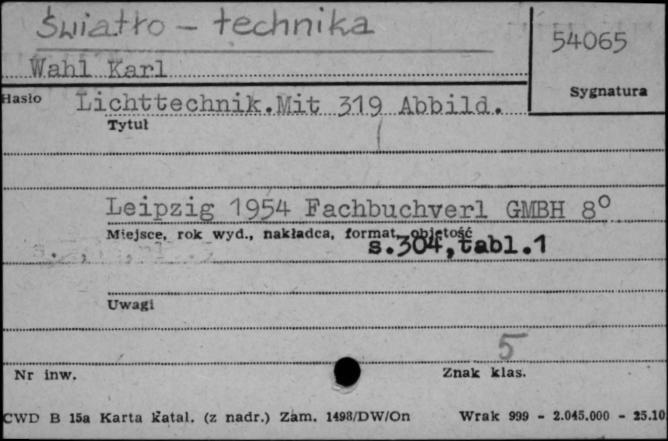 Światło - technika
54065
Wahl Karl
Sygnatura
Hasło Lichttechnik.Mit 319 Abbild.
Tytuł
Leipzig 1954 Fachbuchverl GMBH 8°
Miejsce, rok wyd., nakładca, format, objętość
s.304,tabl.1
Uwagi
5
Nr inw. Znak klas.
CWD B 15a Karta katal. (z nadr.) Zam. 1498/DW/On Wrak 999 - 2.045.000 - 25.10